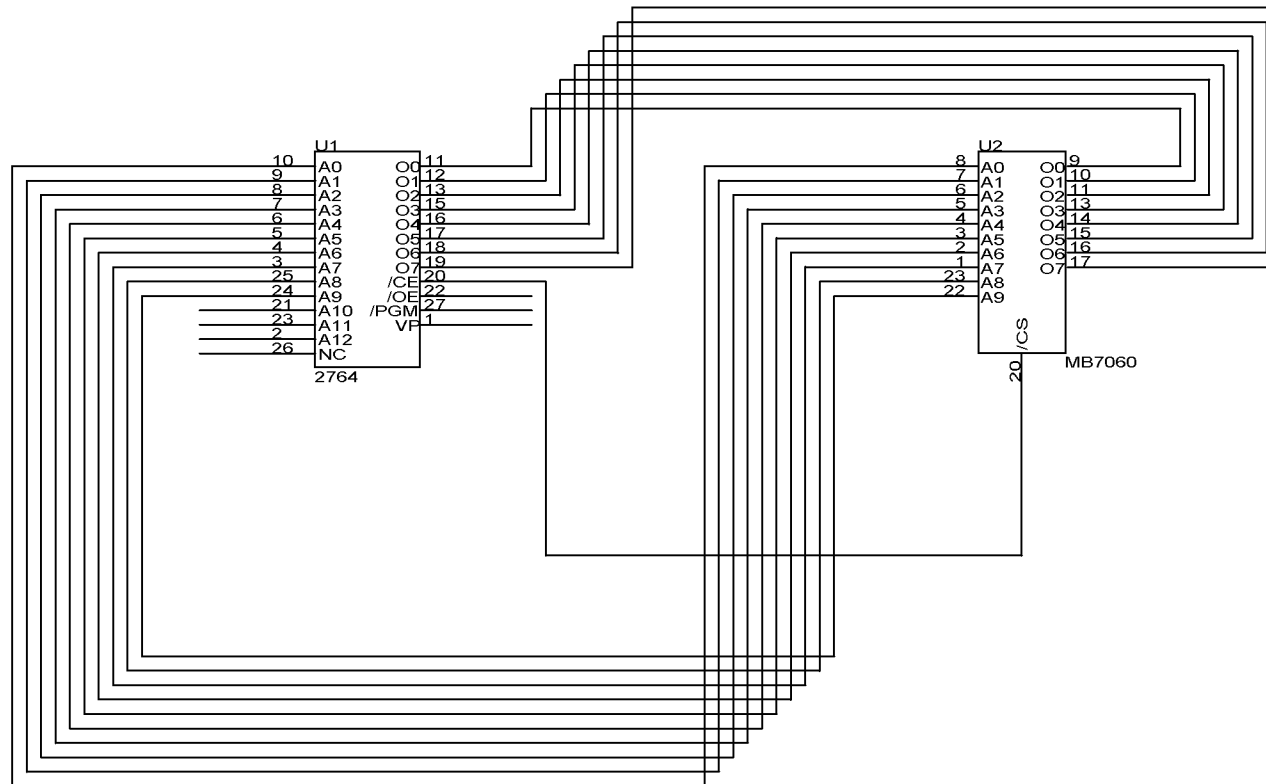 U1
10 A0 O0 11
9 A1 O1 12
8 A2 O2 13
7 A3 O3 15
6 A4 O4 16
5 A5 O5 17
4 A6 O6 18
3 A7 O7 19
25 A8 /CE 20
24 A9 /OE 22
21 A10 /PGM 27
23 A11 VP 1
2 A12
26 NC
2764
U2
8 A0 O0 9
7 A1 O1 10
6 A2 O2 11
5 A3 O3 13
4 A4 O4 14
3 A5 O5 15
2 A6 O6 16
1 A7 O7 17
23 A8
22 A9
/CS
20
MB7060